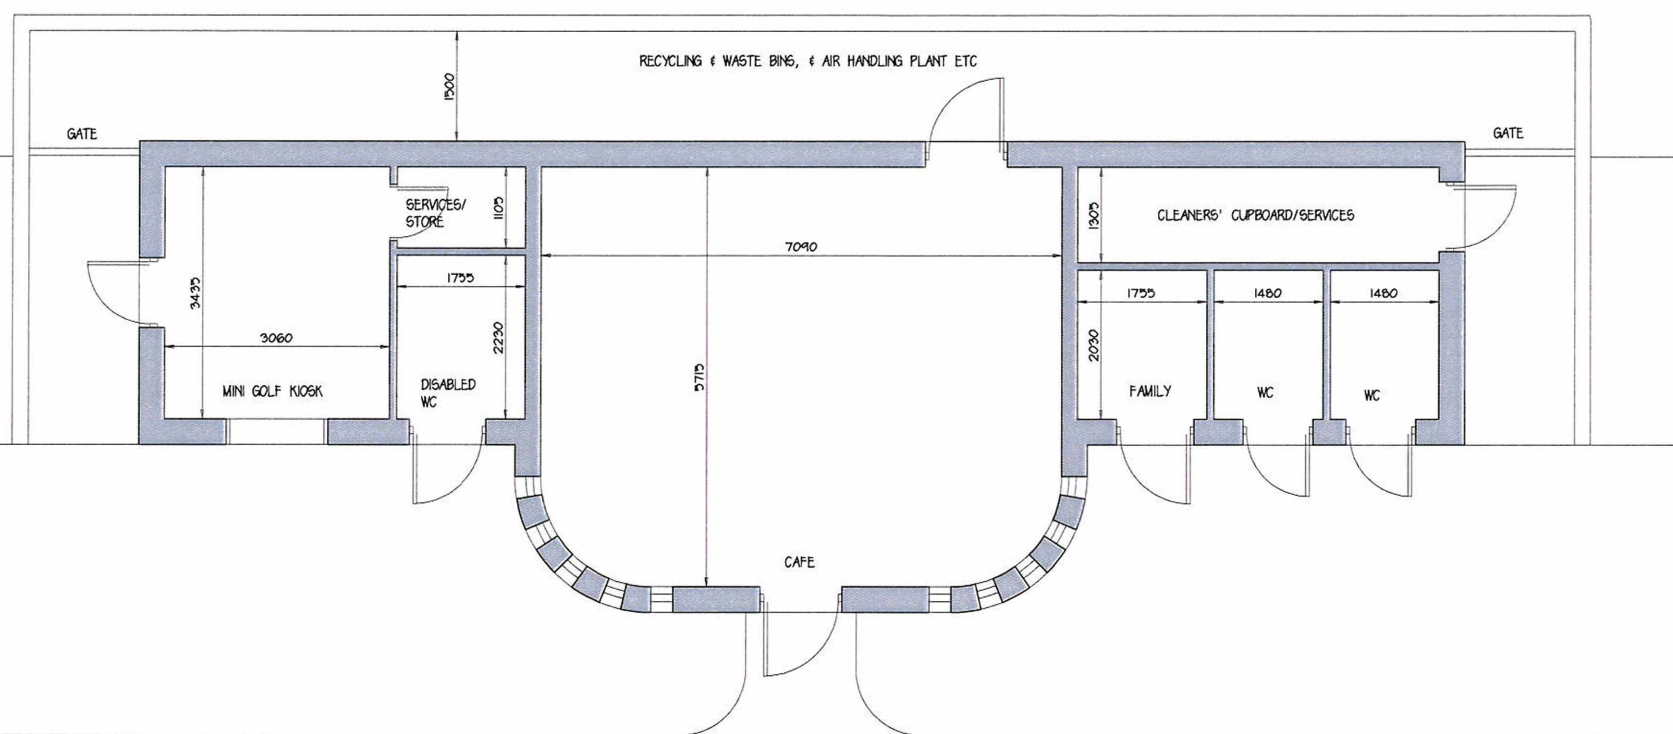 RECYCLING & WASTE BINS, & AIR HANDLING PLANT ETC
1500
GATE
GATE
SERVICES/
STORE
1105
1305
CLEANERS' CUPBOARD/SERVICES
7090
3435
1755
1755
1480
1480
3060
2230
2030
5715
MINI GOLF KIOSK
DISABLED
WC
FAMILY
WC
WC
CAFE